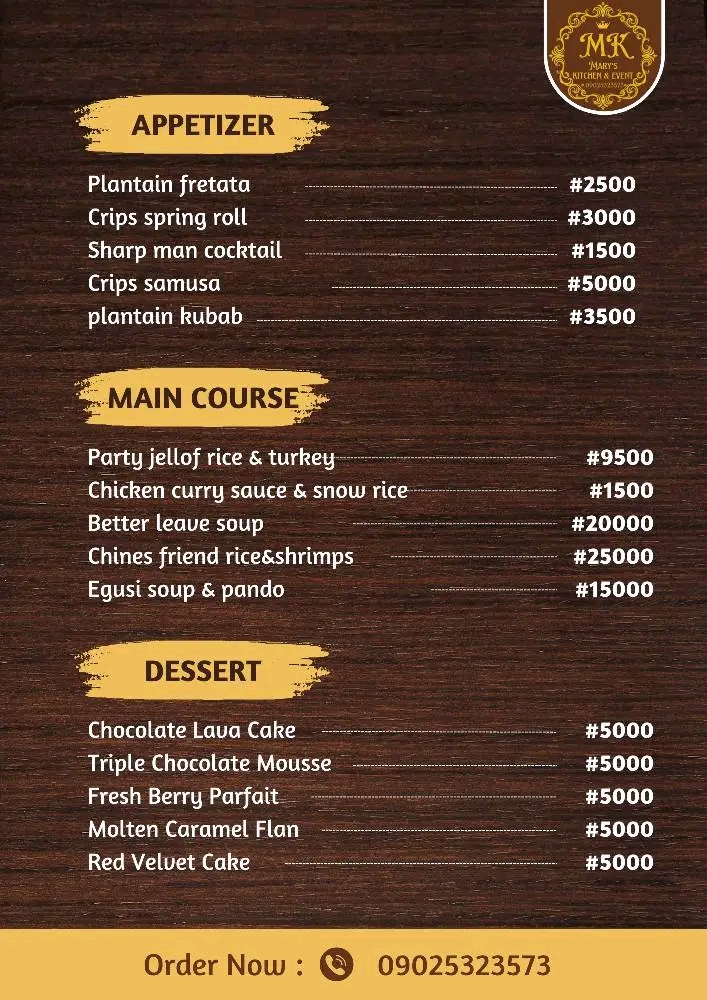 MK
MARY'S
KITCHEN & EVENT
09025323573
APPETIZER
Plantain fretata #2500
Crips spring roll #3000
Sharp man cocktail #1500
Crips samusa #5000
plantain kubab #3500
MAIN COURSE
Party jellof rice & turkey #9500
Chicken curry sauce & snow rice #1500
Better leave soup #20000
Chines friend rice&shrimps #25000
Egusi soup & pando #15000
DESSERT
Chocolate Lava Cake #5000
Triple Chocolate Mousse #5000
Fresh Berry Parfait #5000
Molten Caramel Flan #5000
Red Velvet Cake #5000
Order Now : 09025323573